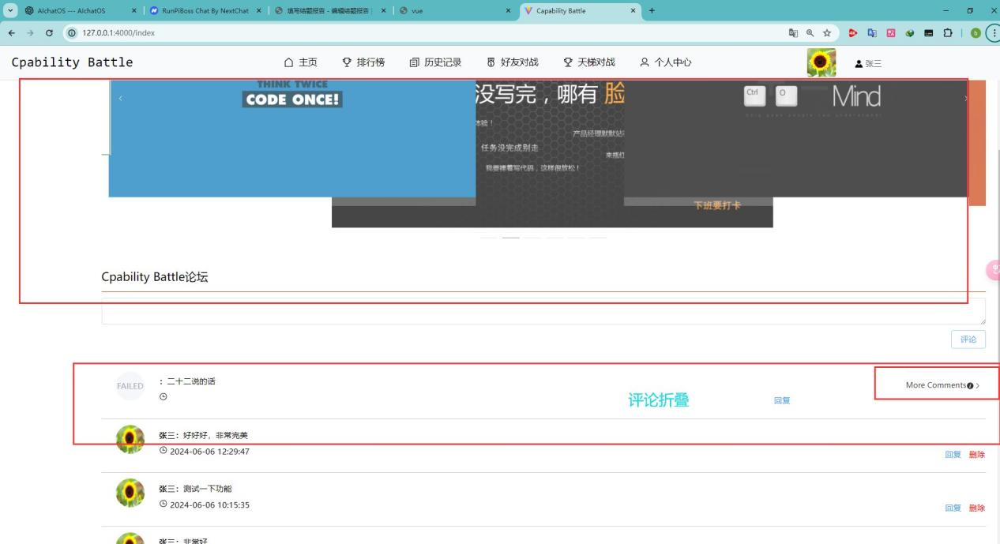 AIchatOS --- AIchatOS
RunPiBoss Chat By NextChat
填写结题报告 - 编辑结题报告
vue
Capability Battle
127.0.0.1:4000/index
b
Cpability Battle
主页
排行榜
历史记录
好友对战
天梯对战
个人中心
张三
THINK TWICE
CODE ONCE!
没写完，哪有 脸
体验！
产品经理默默站
任务没完成别走
来瓶红
我要裸着写代码，这样很放松！
Ctrl
O
Mind
下班要打卡
Cpability Battle论坛
评论
FAILED
：二十二说的话
More Comments
评论折叠
回复
张三：好好好，非常完美
2024-06-06 12:29:47
回复 删除
张三：测试一下功能
2024-06-06 10:15:35
回复 删除
张三：非常好